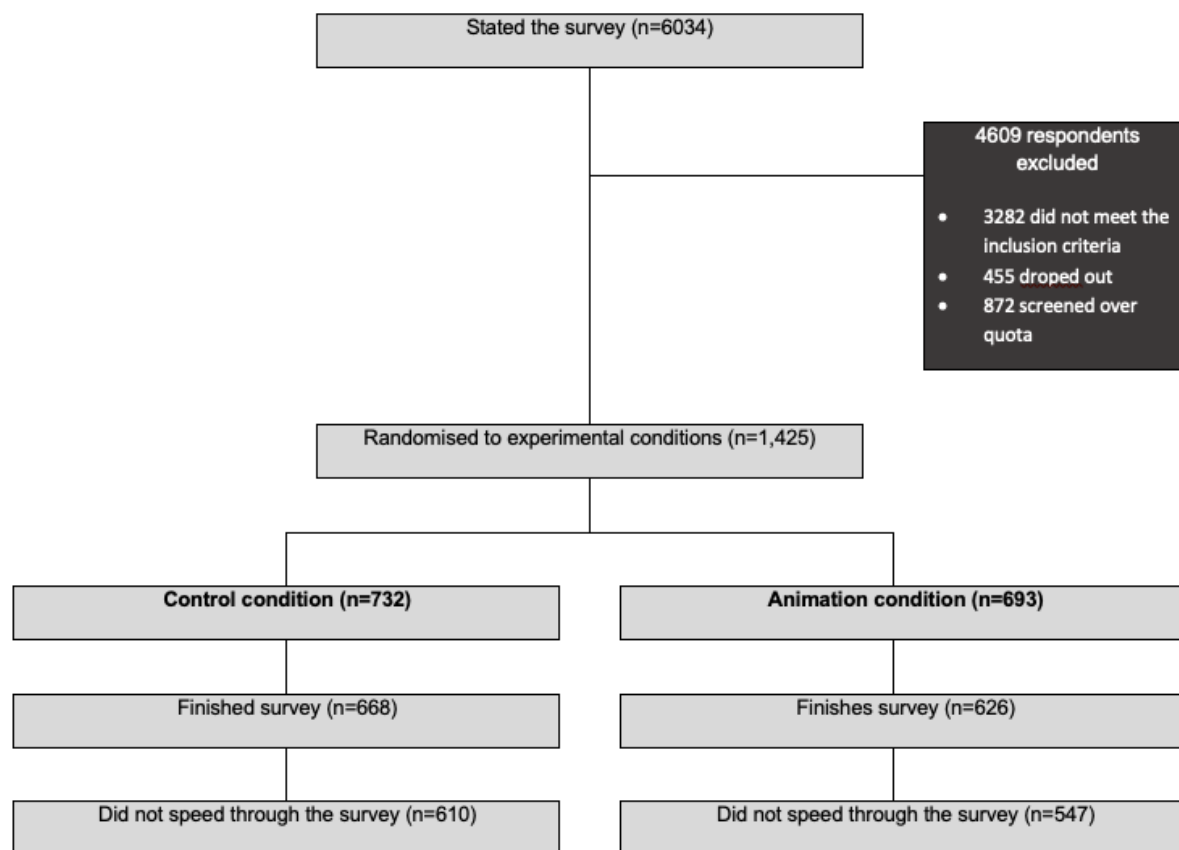 Stated the survey (n=6034)
4609 respondents
excluded
• 3282 did not meet the
inclusion criteria
• 455 droped out
• 872 screened over
quota
Randomised to experimental conditions (n=1,425)
Control condition (n=732)
Animation condition (n=693)
Finished survey (n=668)
Finishes survey (n=626)
Did not speed through the survey (n=610)
Did not speed through the survey (n=547)